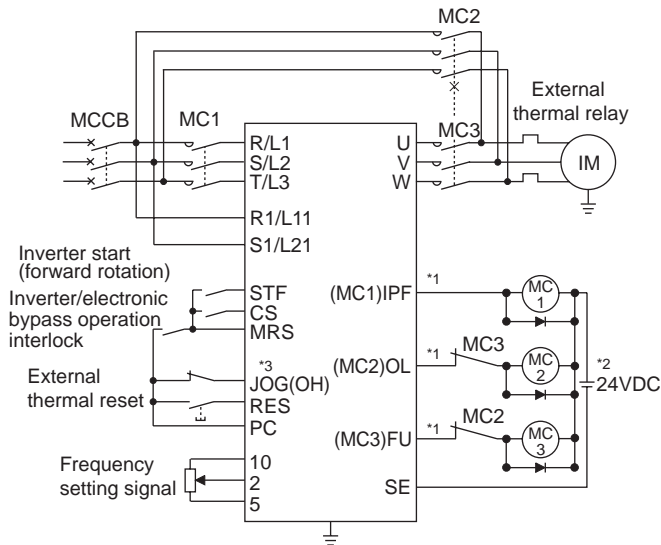 MC2
External
thermal relay
MCCB
MC1
R/L1
S/L2
T/L3
U
V
W
MC3
IM
R1/L11
S1/L21
Inverter start
(forward rotation)
Inverter/electronic
bypass operation
interlock
STF
CS
MRS
(MC1)IPF
*1
MC
1
External
thermal reset
*3
JOG(OH)
RES
PC
(MC2)OL
*1
MC3
MC
2
*2
24VDC
(MC3)FU
*1
MC2
MC
3
Frequency
setting signal
10
2
5
SE